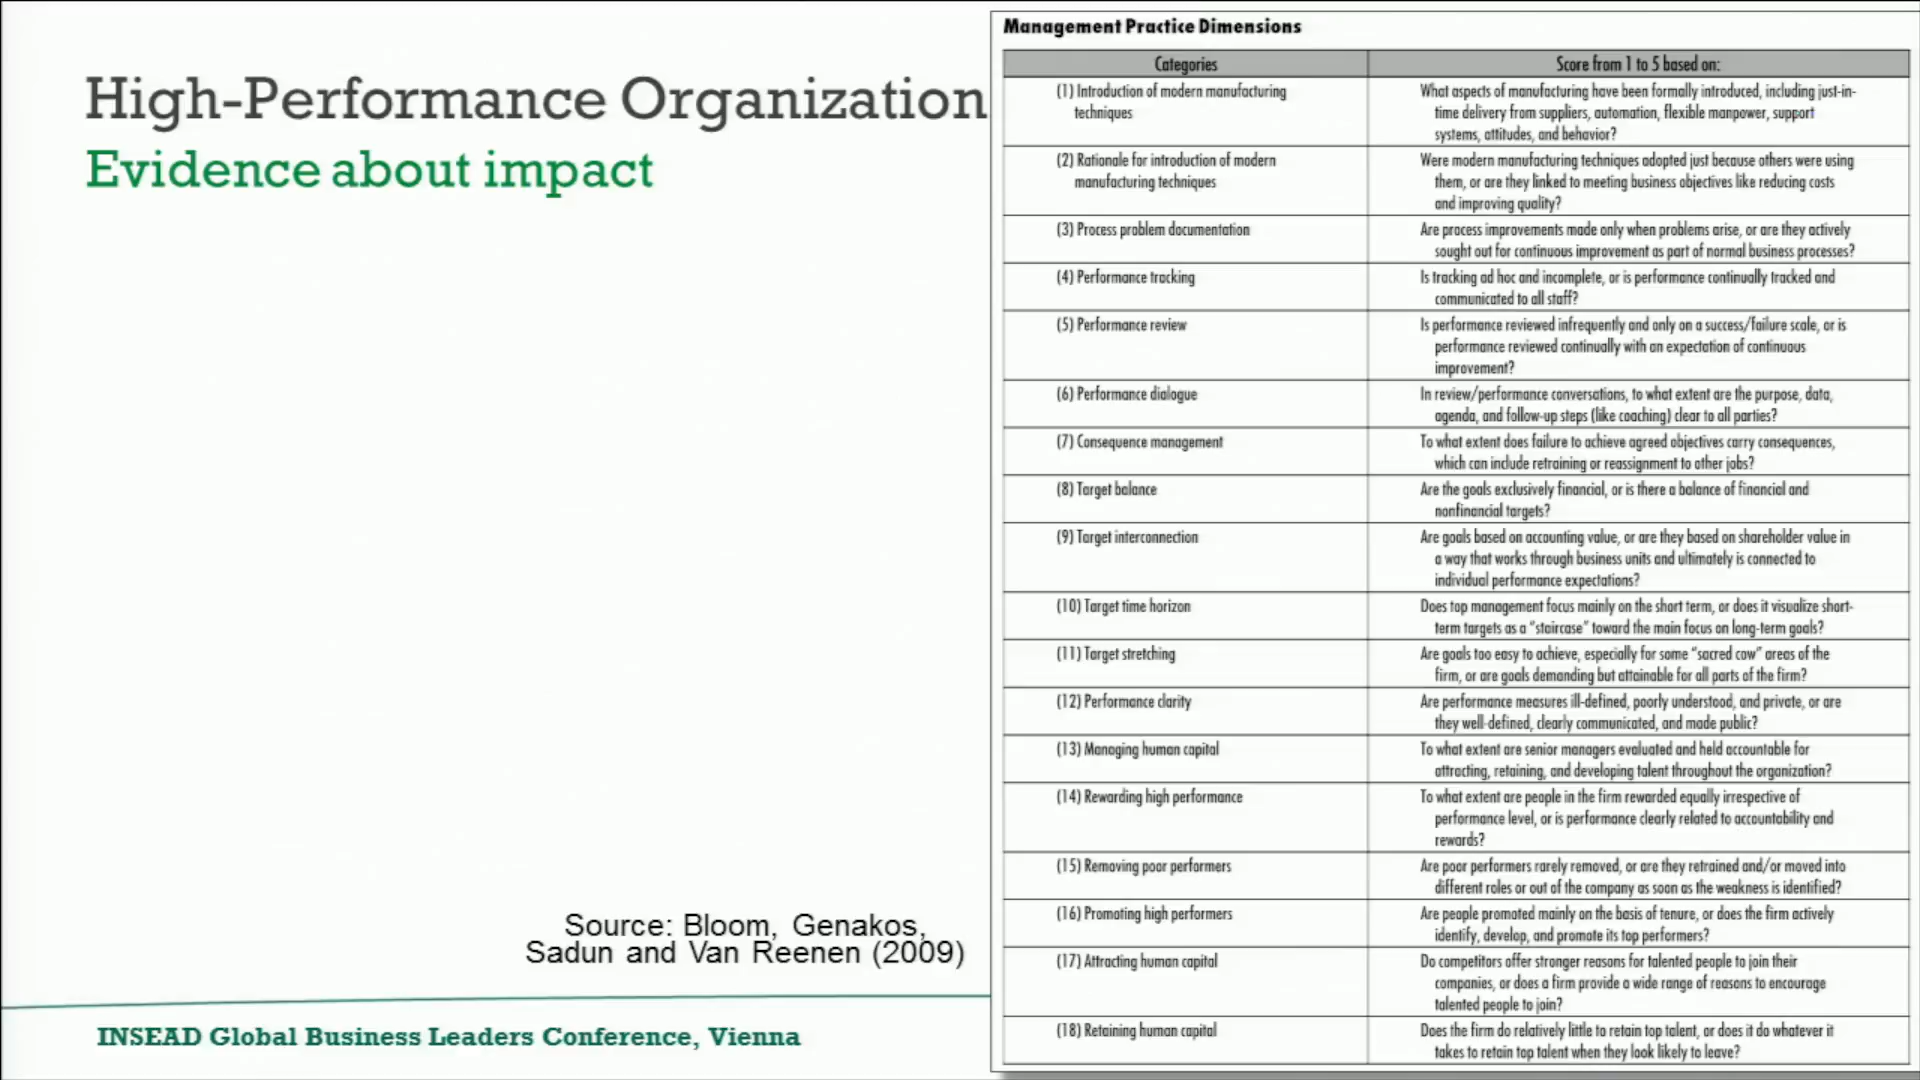 High-Performance Organization
Evidence about impact
Source: Bloom, Genakos,
Sadun and Van Reenen (2009)
INSEAD Global Business Leaders Conference, Vienna
Management Practice Dimensions
Categories
Score from 1 to 5 based on:
(1) Introduction of modern manufacturing
techniques
What aspects of manufacturing have been formally introduced, including just-in-
time delivery from suppliers, automation, flexible manpower, support
systems, attitudes, and behavior?
(2) Rationale for introduction of modern
manufacturing techniques
Were modern manufacturing techniques adopted just because others were using
them, or are they linked to meeting business objectives like reducing costs
and improving quality?
(3) Process problem documentation
Are process improvements made only when problems arise, or are they actively
sought out for continuous improvement as part of normal business processes?
(4) Performance tracking
Is tracking ad hoc and incomplete, or is performance continually tracked and
communicated to all staff?
(5) Performance review
Is performance reviewed infrequently and only on a success/failure scale, or is
performance reviewed continually with an expectation of continuous
improvement?
(6) Performance dialogue
In review/performance conversations, to what extent are the purpose, data,
agenda, and follow-up steps (like coaching) clear to all parties?
(7) Consequence management
To what extent does failure to achieve agreed objectives carry consequences,
which can include retraining or reassignment to other jobs?
(8) Target balance
Are the goals exclusively financial, or is there a balance of financial and
nonfinancial targets?
(9) Target interconnection
Are goals based on accounting value, or are they based on shareholder value in
a way that works through business units and ultimately is connected to
individual performance expectations?
(10) Target time horizon
Does top management focus mainly on the short term, or does it visualize short-
term targets as a "staircase" toward the main focus on long-term goals?
(11) Target stretching
Are goals too easy to achieve, especially for some "sacred cow" areas of the
firm, or are goals demanding but attainable for all parts of the firm?
(12) Performance clarity
Are performance measures ill-defined, poorly understood, and private, or are
they well-defined, clearly communicated, and made public?
(13) Managing human capital
To what extent are senior managers evaluated and held accountable for
attracting, retaining, and developing talent throughout the organization?
(14) Rewarding high performance
To what extent are people in the firm rewarded equally irrespective of
performance level, or is performance clearly related to accountability and
rewards?
(15) Removing poor performers
Are poor performers rarely removed, or are they retrained and/or moved into
different roles or out of the company as soon as the weakness is identified?
(16) Promoting high performers
Are people promoted mainly on the basis of tenure, or does the firm actively
identify, develop, and promote its top performers?
(17) Attracting human capital
Do competitors offer stronger reasons for talented people to join their
companies, or does a firm provide a wide range of reasons to encourage
talented people to join?
(18) Retaining human capital
Does the firm do relatively little to retain top talent, or does it do whatever it
takes to retain top talent when they look likely to leave?